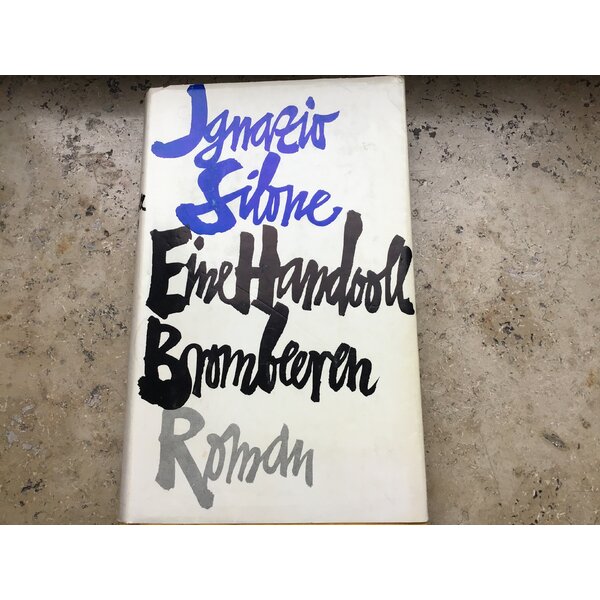 Ignazio
Silone
Eine Handvoll
Brombeeren
Roman